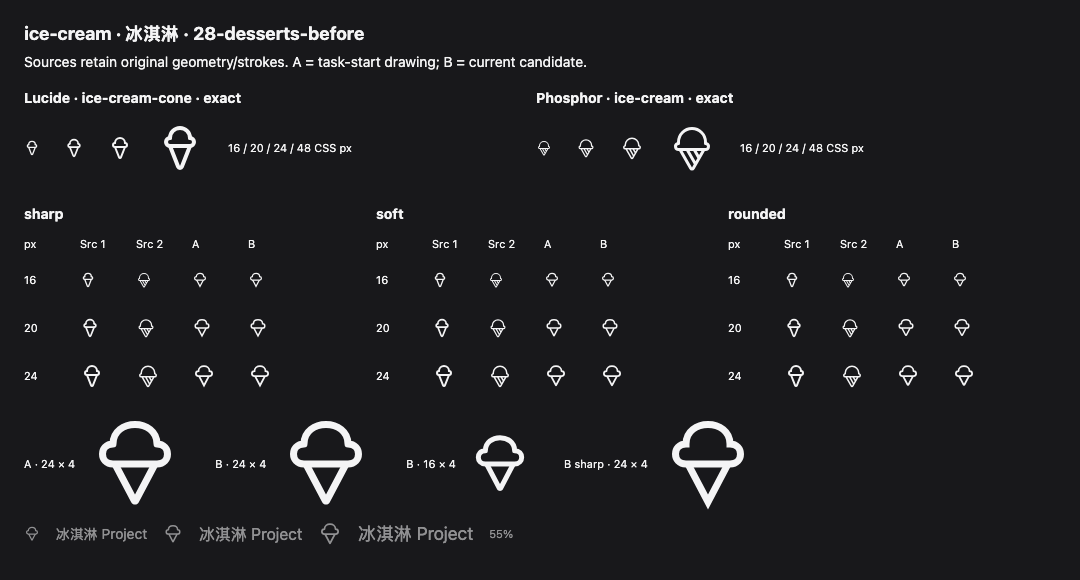 ice-cream · 冰淇淋 · 28-desserts-before
Sources retain original geometry/strokes. A = task-start drawing; B = current candidate.
Lucide · ice-cream-cone · exact
Phosphor · ice-cream · exact
16 / 20 / 24 / 48 CSS px
16 / 20 / 24 / 48 CSS px
sharp
soft
rounded
px Src 1 Src 2 A B
px Src 1 Src 2 A B
px Src 1 Src 2 A B
16
16
16
20
20
20
24
24
24
A · 24 × 4
B · 24 × 4
B · 16 × 4
B sharp · 24 × 4
冰淇淋 Project
冰淇淋 Project
冰淇淋 Project
55%